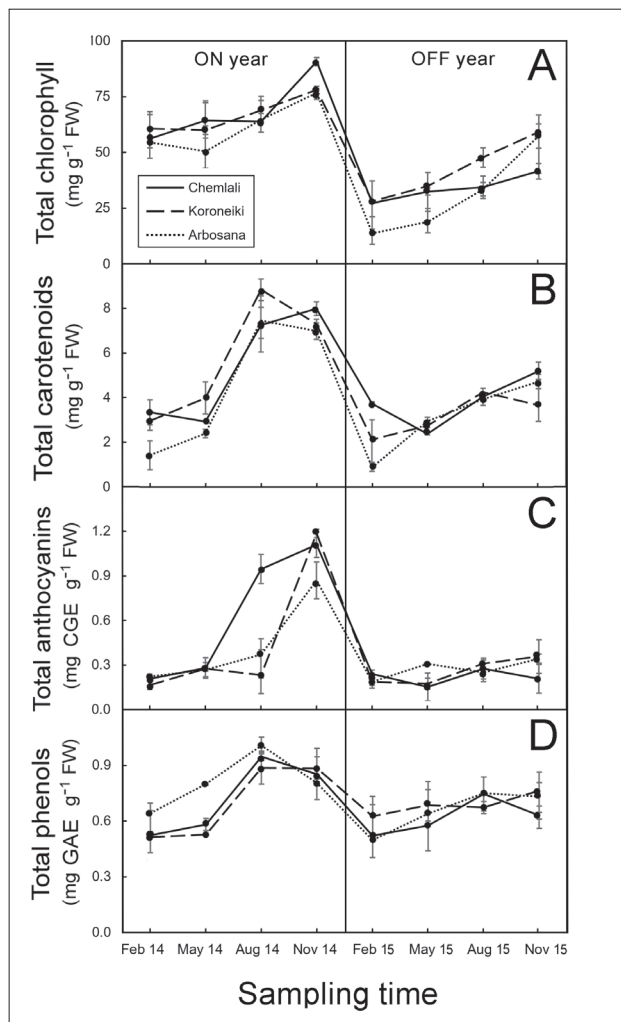 ON year
OFF year
A
Total chlorophyll
(mg g⁻¹ FW)
100
75
50
25
0
Chemlali
Koroneiki
Arbosana
B
Total carotenoids
(mg g⁻¹ FW)
8
6
4
2
0
C
Total anthocyanins
(mg CGE g⁻¹ FW)
1.2
0.9
0.6
0.3
0.0
D
Total phenols
(mg GAE g⁻¹ FW)
0.9
0.6
0.3
0.0
Feb 14 May 14 Aug 14 Nov 14 Feb 15 May 15 Aug 15 Nov 15
Sampling time